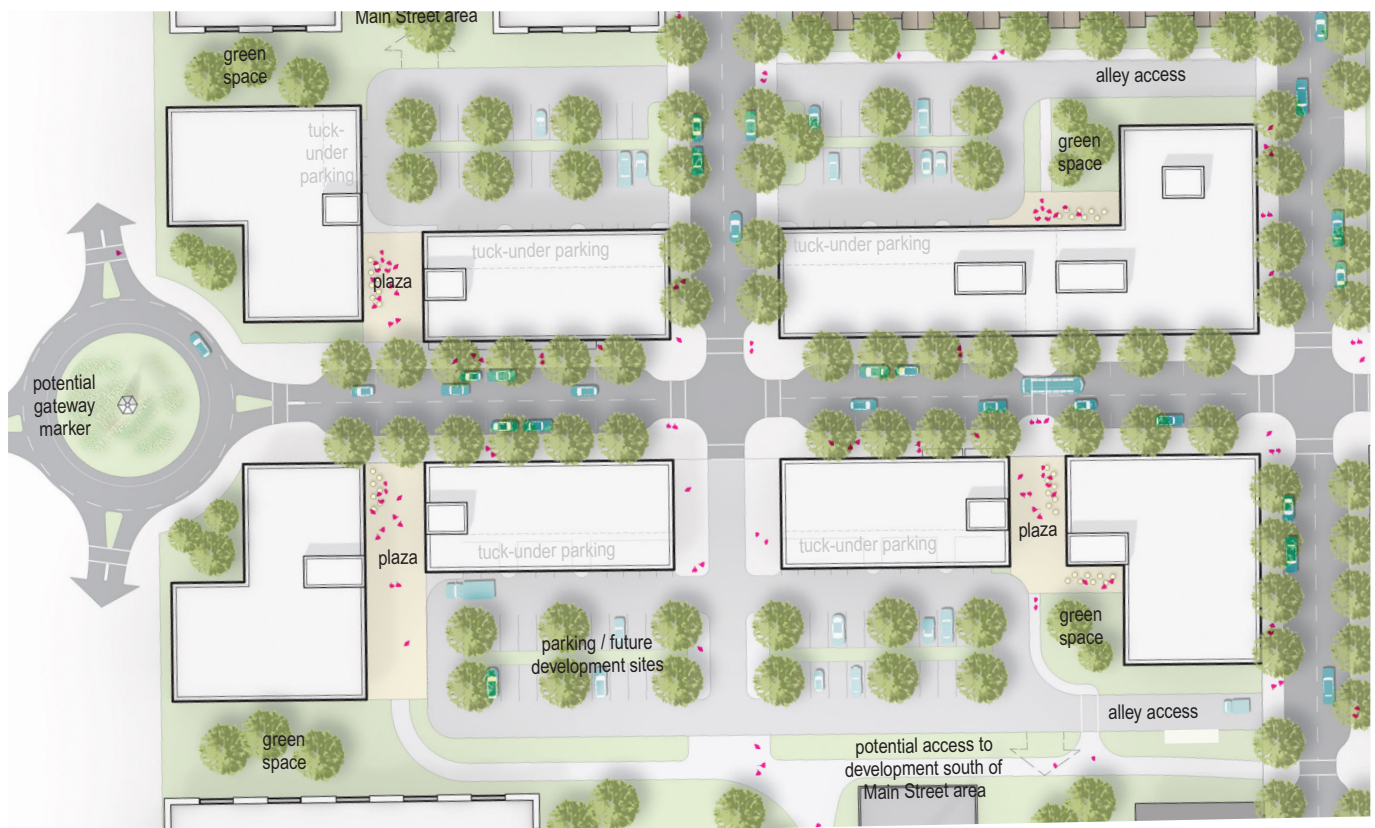 Main Street area
green
space
alley access
tuck-
under
parking
green
space
tuck-under parking
tuck-under parking
plaza
potential
gateway
marker
plaza
tuck-under parking
tuck-under parking
plaza
green
space
parking / future
development sites
alley access
green
space
potential access to
development south of
Main Street area